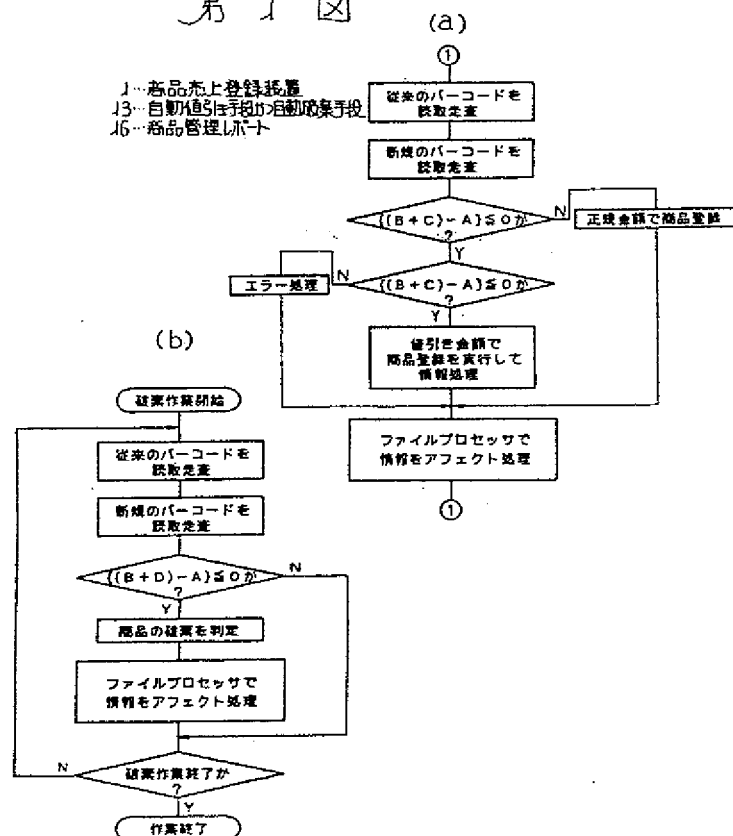 第1図
(a)
①
1…商品売上登録装置
13…自動値引き手段かつ自動破棄手段
16…商品管理レポート
従来のバーコードを
読取走査
新規のバーコードを
読取走査
{(B+C)-A}≦0か
?
N
正規金額で商品登録
Y
{(B+C)-A}≦0か
?
N
エラー処理
Y
値引き金額で
商品登録を実行して
情報処理
ファイルプロセッサで
情報をアフェクト処理
①
(b)
破棄作業開始
従来のバーコードを
読取走査
新規のバーコードを
読取走査
{(B+D)-A}≦0か
?
N
Y
商品の破棄を判定
ファイルプロセッサで
情報をアフェクト処理
破棄作業終了か
?
N
Y
作業終了